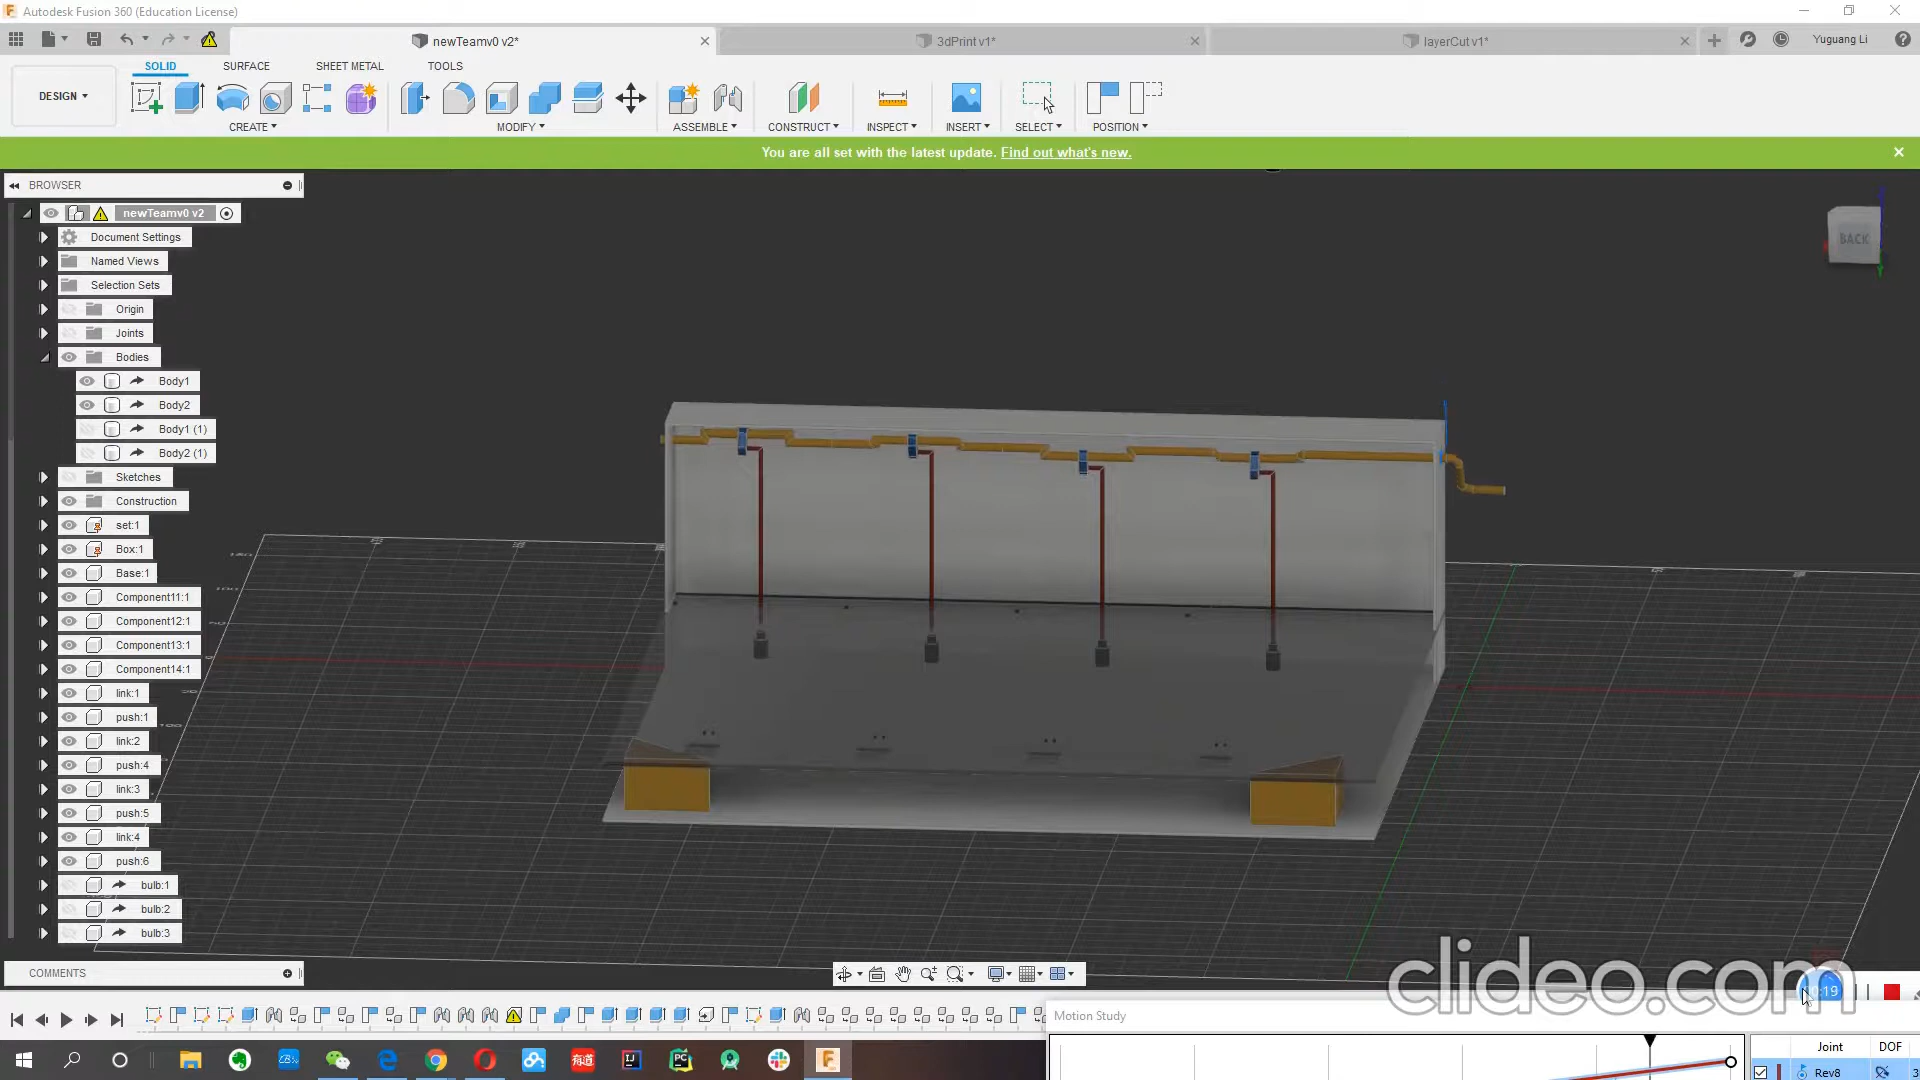 Autodesk Fusion 360 (Education License)
newTeamv0 v2*
3dPrint v1*
layerCut v1*
Yuguang Li
DESIGN
SOLID
SURFACE
SHEET METAL
TOOLS
CREATE
MODIFY
ASSEMBLE
CONSTRUCT
INSPECT
INSERT
SELECT
POSITION
You are all set with the latest update. Find out what's new.
BROWSER
newTeamv0 v2
Document Settings
Named Views
Selection Sets
Origin
Joints
Bodies
Body1
Body2
Body1 (1)
Body2 (1)
Sketches
Construction
set:1
Box:1
Base:1
Component11:1
Component12:1
Component13:1
Component14:1
link:1
push:1
link:2
push:4
link:3
push:5
link:4
push:6
bulb:1
bulb:2
bulb:3
BACK
COMMENTS
clideo.com
Motion Study
Joint
DOF
Rev8